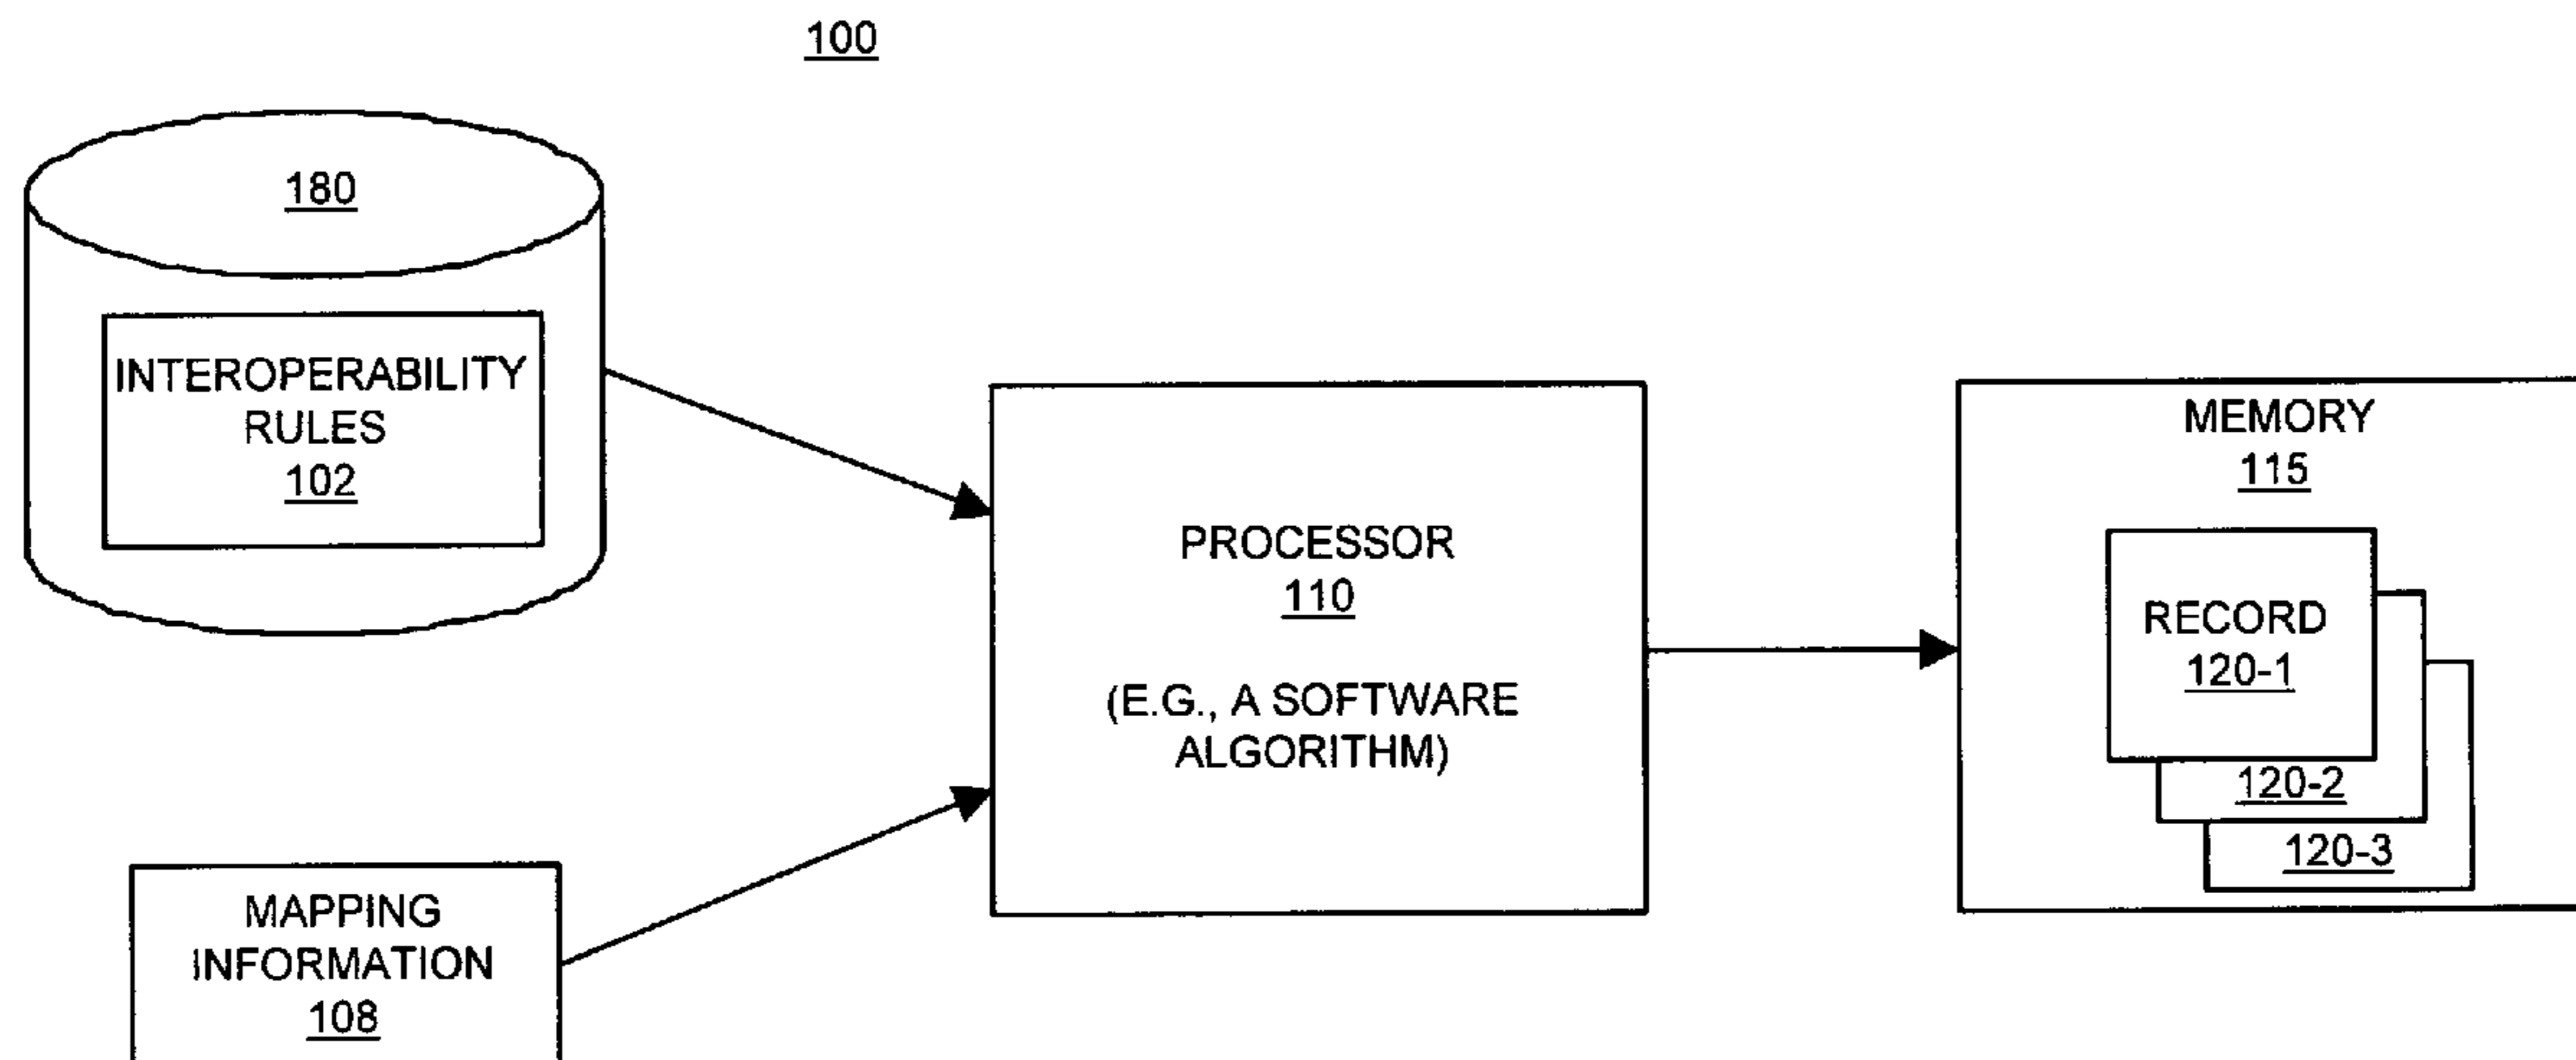 100
180
INTEROPERABILITY
RULES
102
MAPPING
INFORMATION
108
PROCESSOR
110
(E.G., A SOFTWARE
ALGORITHM)
MEMORY
115
RECORD
120-1
120-2
120-3